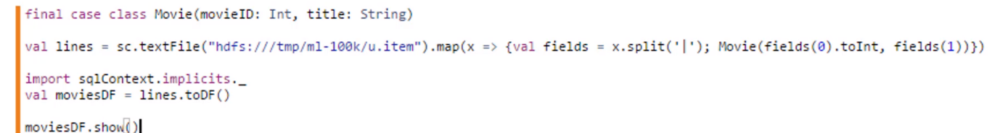 final case class Movie(movieID: Int, title: String)
val lines = sc.textFile("hdfs:///tmp/ml-100k/u.item").map(x => {val fields = x.split('|'); Movie(fields(0).toInt, fields(1))})
import sqlContext.implicits._
val moviesDF = lines.toDF()
moviesDF.show()